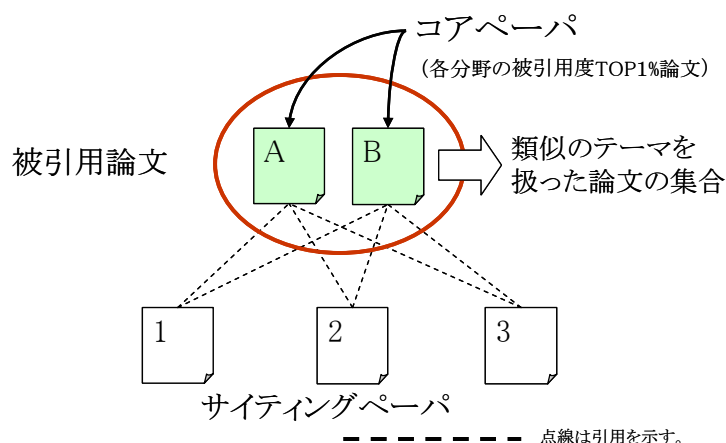 コアペーパ
(各分野の被引用度TOP1%論文)
被引用論文
A
B
類似のテーマを
扱った論文の集合
1
2
3
サイティングペーパ
点線は引用を示す。